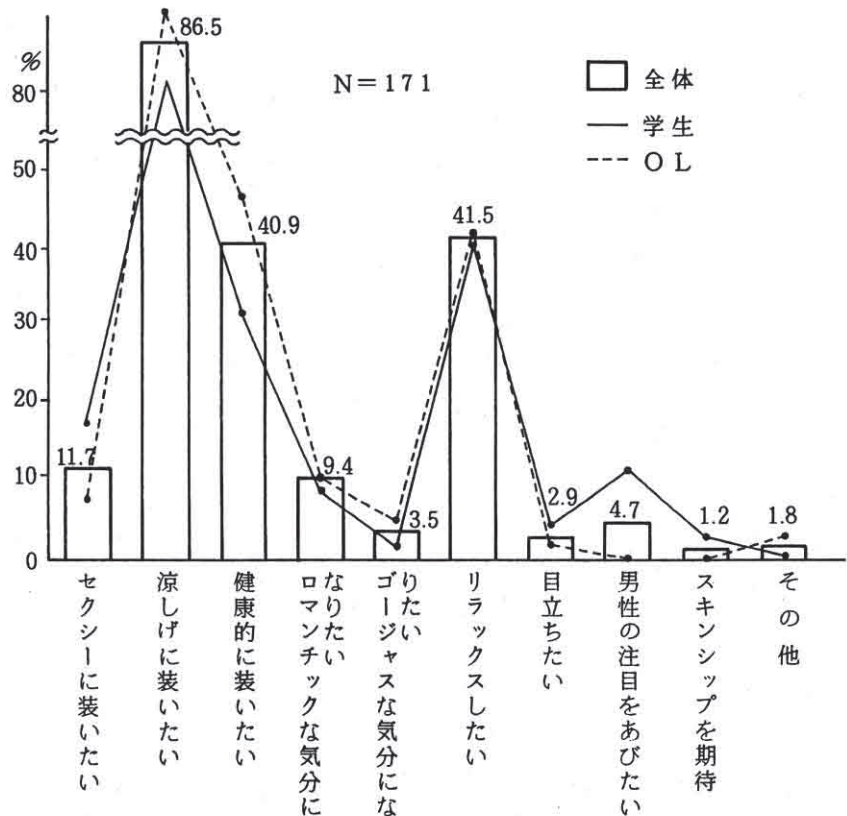 %
80
50
40
30
20
10
0
N=171
全体
学生
OL
11.7
86.5
40.9
9.4
3.5
41.5
2.9
4.7
1.2
1.8
セクシーに装いたい
涼しげに装いたい
健康的に装いたい
ロマンチックな気分に
なりたい
ゴージャスな気分にな
りたい
リラックスしたい
目立ちたい
男性の注目をあびたい
スキンシップを期待
その他